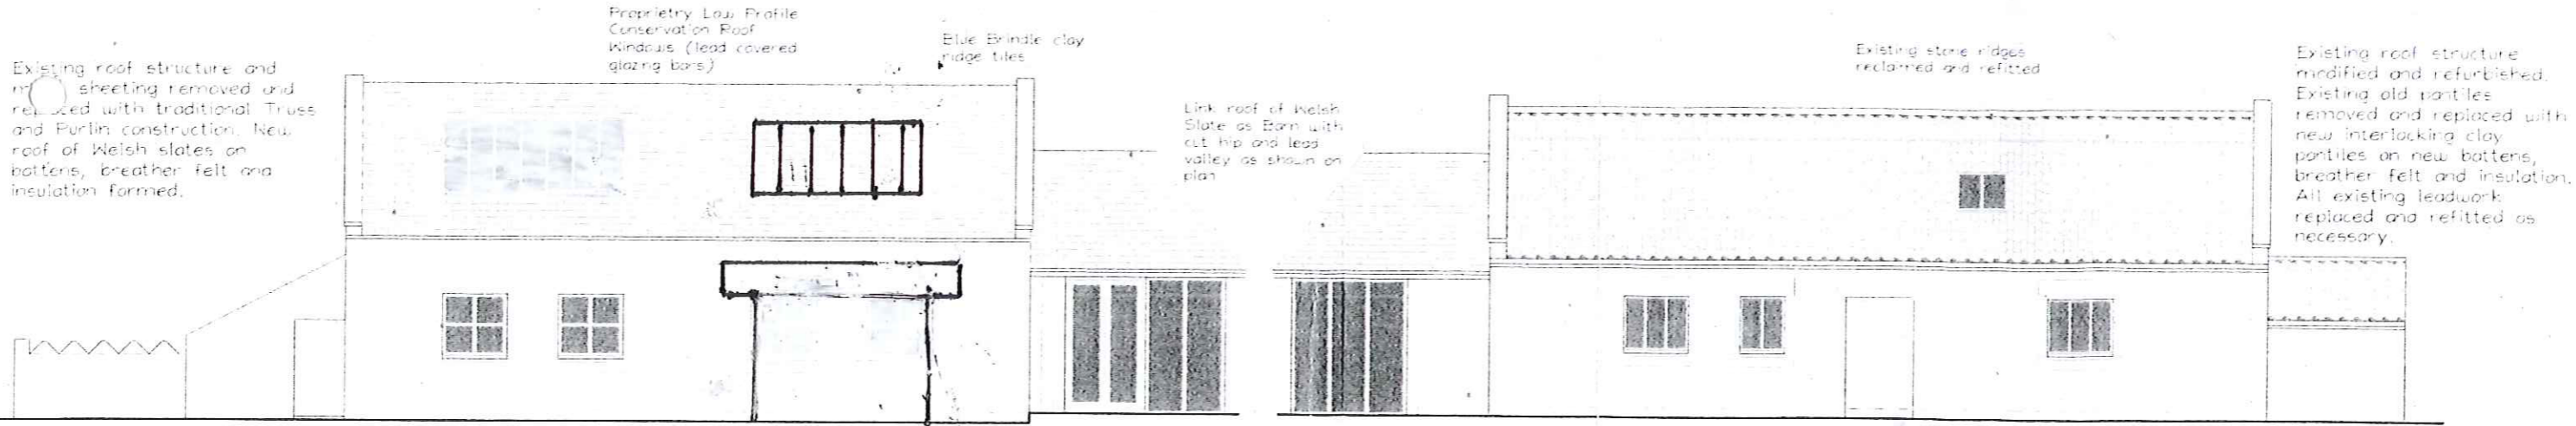 Existing roof structure and
sheeting removed and
with traditional Truss
and Purlin construction. New
roof of Welsh slates on
battens, breather felt and
insulation formed.
Proprietry Low Profile
Conservation Roof
Windows (lead covered
glazing bars)
Blue Brindle clay
ridge tiles
Link roof of Welsh
Slate as Barn with
cut hip and lead
valley as shown on
plan
Existing stone ridges
reclaimed and refitted
Existing roof structure
modified and refurbished.
Existing old pantiles
removed and replaced with
new interlocking clay
pantiles on new battens,
breather felt and insulation.
All existing leadwork
replaced and refitted as
necessary.